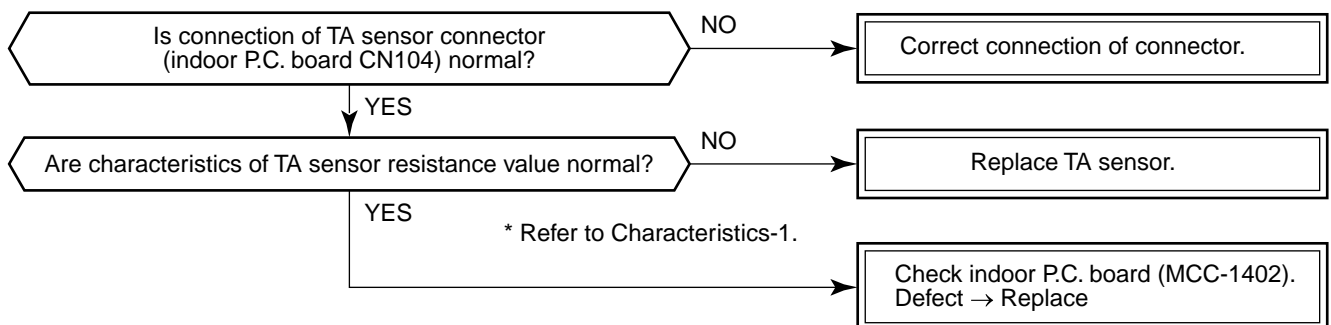 Is connection of TA sensor connector
(indoor P.C. board CN104) normal?
NO
Correct connection of connector.
YES
Are characteristics of TA sensor resistance value normal?
NO
Replace TA sensor.
YES
* Refer to Characteristics-1.
Check indoor P.C. board (MCC-1402).
Defect → Replace